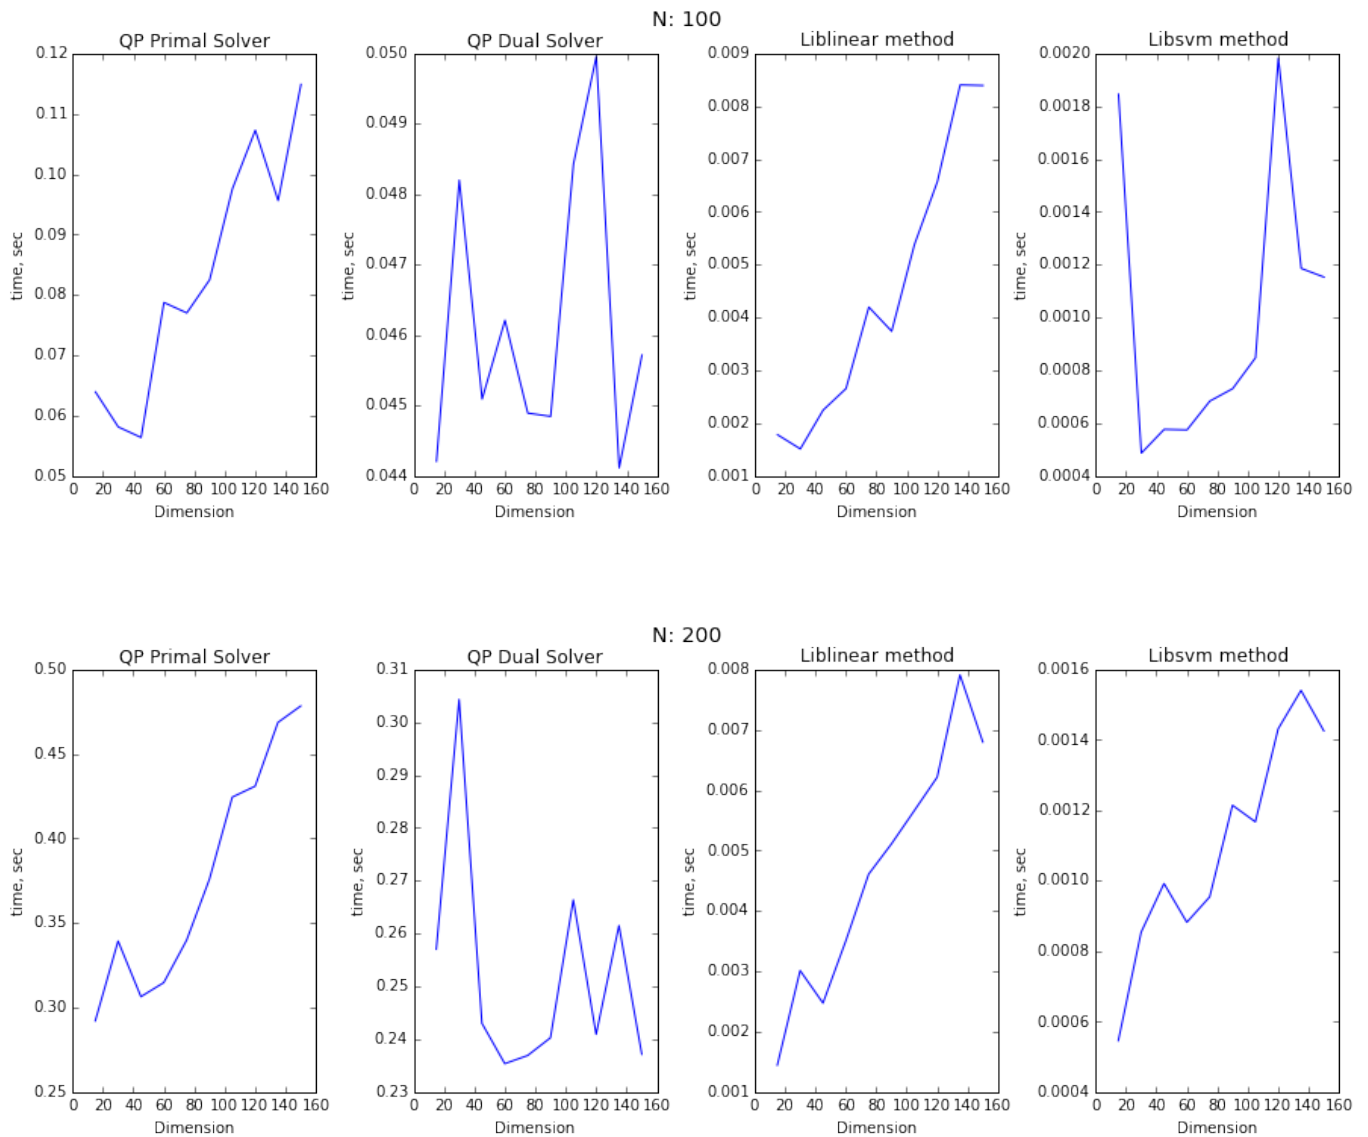 N: 100
QP Primal Solver
0.12
0.11
0.10
0.09
0.08
0.07
0.06
0.05
time, sec
0 20 40 60 80 100 120 140 160
Dimension
QP Dual Solver
0.050
0.049
0.048
0.047
0.046
0.045
0.044
time, sec
0 20 40 60 80 100 120 140 160
Dimension
Liblinear method
0.009
0.008
0.007
0.006
0.005
0.004
0.003
0.002
0.001
time, sec
0 20 40 60 80 100 120 140 160
Dimension
Libsvm method
0.0020
0.0018
0.0016
0.0014
0.0012
0.0010
0.0008
0.0006
0.0004
time, sec
0 20 40 60 80 100 120 140 160
Dimension
N: 200
QP Primal Solver
0.50
0.45
0.40
0.35
0.30
0.25
time, sec
0 20 40 60 80 100 120 140 160
Dimension
QP Dual Solver
0.31
0.30
0.29
0.28
0.27
0.26
0.25
0.24
0.23
time, sec
0 20 40 60 80 100 120 140 160
Dimension
Liblinear method
0.008
0.007
0.006
0.005
0.004
0.003
0.002
0.001
time, sec
0 20 40 60 80 100 120 140 160
Dimension
Libsvm method
0.0016
0.0014
0.0012
0.0010
0.0008
0.0006
0.0004
time, sec
0 20 40 60 80 100 120 140 160
Dimension